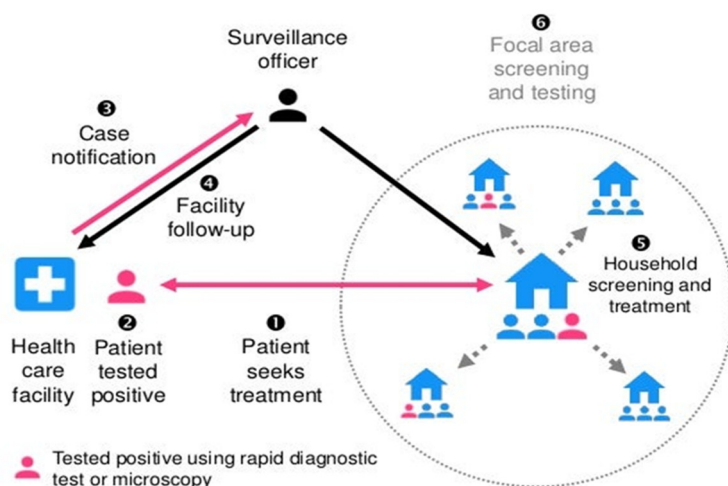 ❻
Focal area
screening
and testing
Surveillance
officer
❸
Case
notification
❹
Facility
follow-up
❺
Household
screening and
treatment
Health
care
facility
❷
Patient
tested
positive
❶
Patient
seeks
treatment
Tested positive using rapid diagnostic
test or microscopy